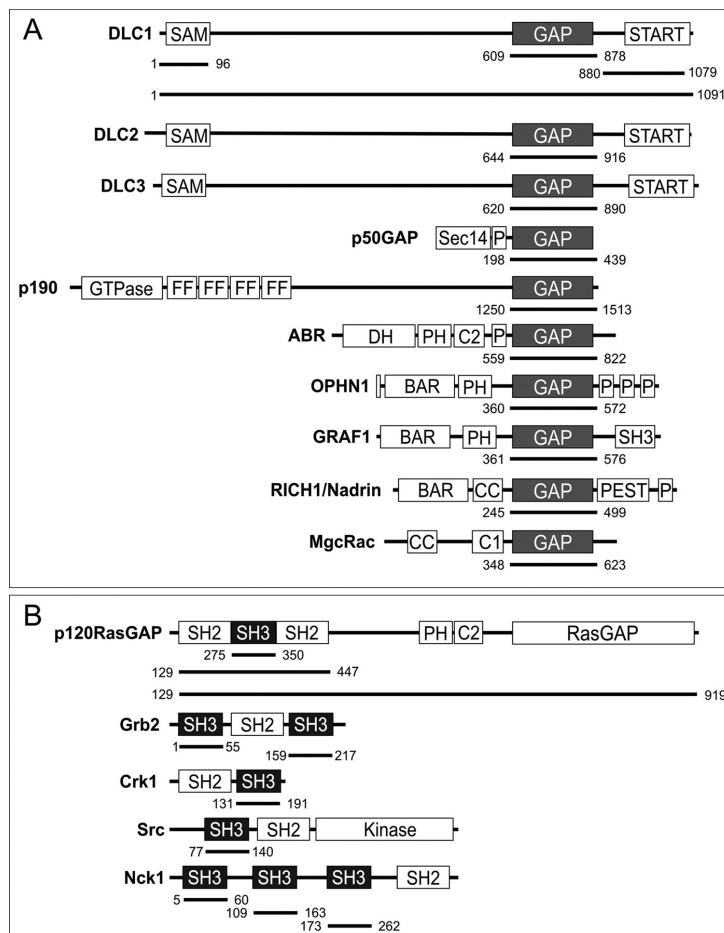 A
DLC1 SAM GAP START
609 878
1 96 880 1079
1 1091
DLC2 SAM GAP START
644 916
DLC3 SAM GAP START
620 890
p50GAP Sec14 P GAP
198 439
p190 GTPase FF FF FF FF GAP
1250 1513
ABR DH PH C2 P GAP
559 822
OPHN1 BAR PH GAP P P P
360 572
GRAF1 BAR PH GAP SH3
361 576
RICH1/Nadrin BAR CC GAP PEST P
245 499
MgcRac CC C1 GAP
348 623
B
p120RasGAP SH2 SH3 SH2 PH C2 RasGAP
275 350
129 447
129 919
Grb2 SH3 SH2 SH3
1 55 159 217
Crk1 SH2 SH3
131 191
Src SH3 SH2 Kinase
77 140
Nck1 SH3 SH3 SH3 SH2
5 60
109 163
173 262